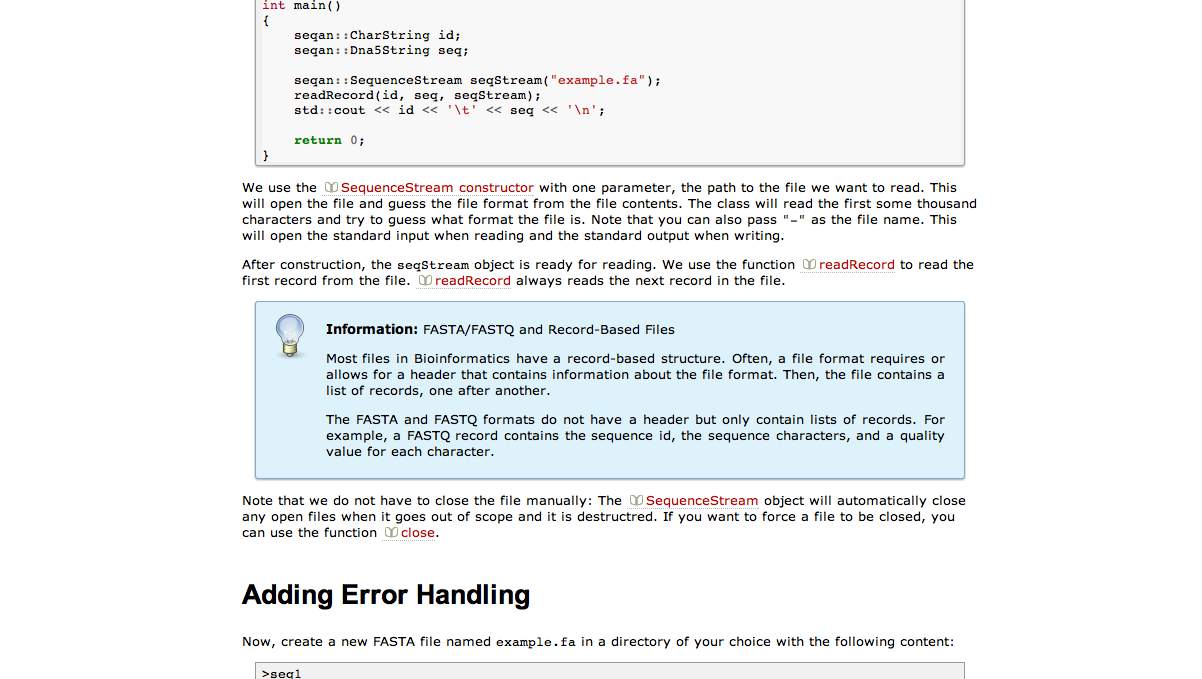 int main()
{
    seqan::CharString id;
    seqan::Dna5String seq;

    seqan::SequenceStream seqStream("example.fa");
    readRecord(id, seq, seqStream);
    std::cout << id << '\t' << seq << '\n';

    return 0;
}
We use the SequenceStream constructor with one parameter, the path to the file we want to read. This
will open the file and guess the file format from the file contents. The class will read the first some thousand
characters and try to guess what format the file is. Note that you can also pass "-" as the file name. This
will open the standard input when reading and the standard output when writing.
After construction, the seqStream object is ready for reading. We use the function readRecord to read the
first record from the file. readRecord always reads the next record in the file.
Information: FASTA/FASTQ and Record-Based Files
Most files in Bioinformatics have a record-based structure. Often, a file format requires or
allows for a header that contains information about the file format. Then, the file contains a
list of records, one after another.
The FASTA and FASTQ formats do not have a header but only contain lists of records. For
example, a FASTQ record contains the sequence id, the sequence characters, and a quality
value for each character.
Note that we do not have to close the file manually: The SequenceStream object will automatically close
any open files when it goes out of scope and it is destructred. If you want to force a file to be closed, you
can use the function close.
Adding Error Handling
Now, create a new FASTA file named example.fa in a directory of your choice with the following content:
>seq1